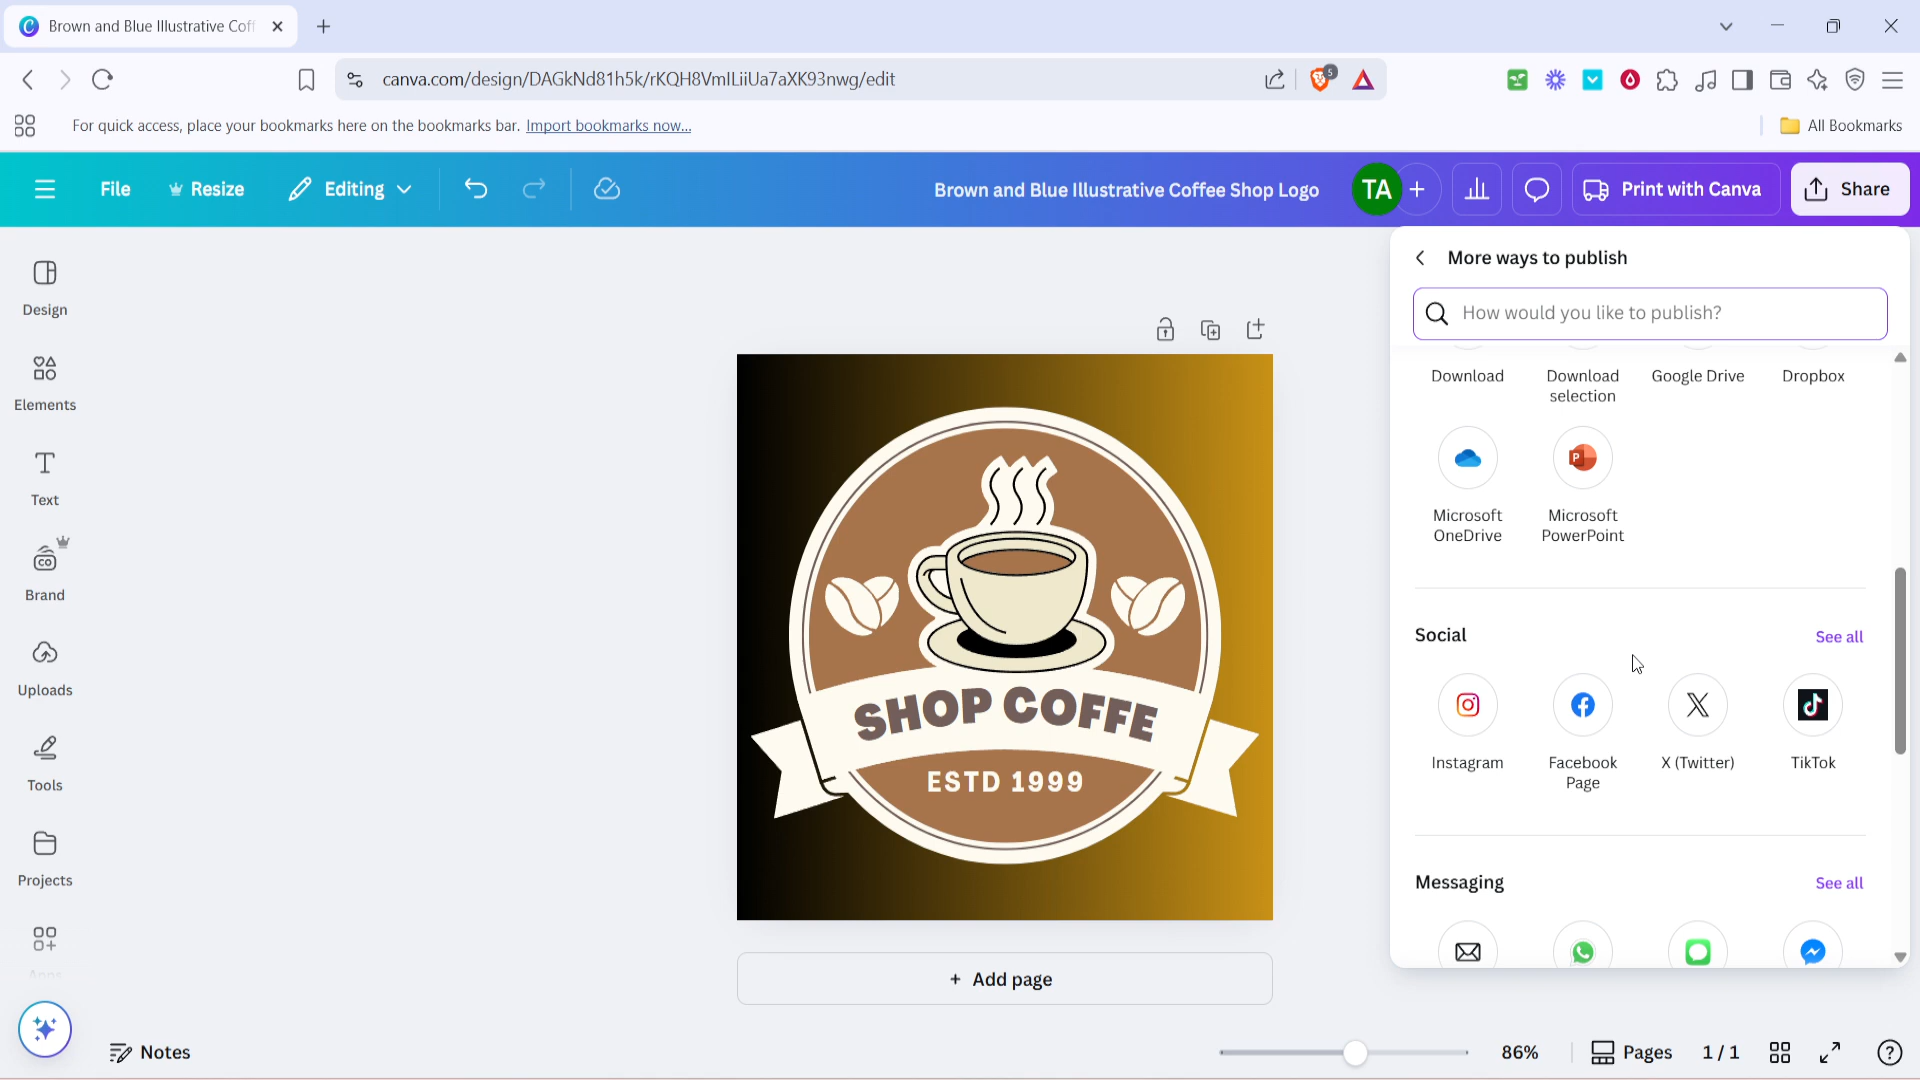 Brown and Blue Illustrative Cof
canva.com/design/DAGkNd81h5k/rKQH8VmlLiiUa7aXK93nwg/edit
5
For quick access, place your bookmarks here on the bookmarks bar. Import bookmarks now...
All Bookmarks
File
Resize
Editing
Brown and Blue Illustrative Coffee Shop Logo
TA
Print with Canva
Share
Design
Elements
Text
CO
Brand
Uploads
Tools
Projects
Apps
SHOP COFFE
ESTD 1999
+ Add page
More ways to publish
How would you like to publish?
Download
Download selection
Google Drive
Dropbox
P
Microsoft OneDrive
Microsoft PowerPoint
Social
See all
Instagram
Facebook Page
X (Twitter)
TikTok
Messaging
See all
Notes
86%
Pages
1 / 1